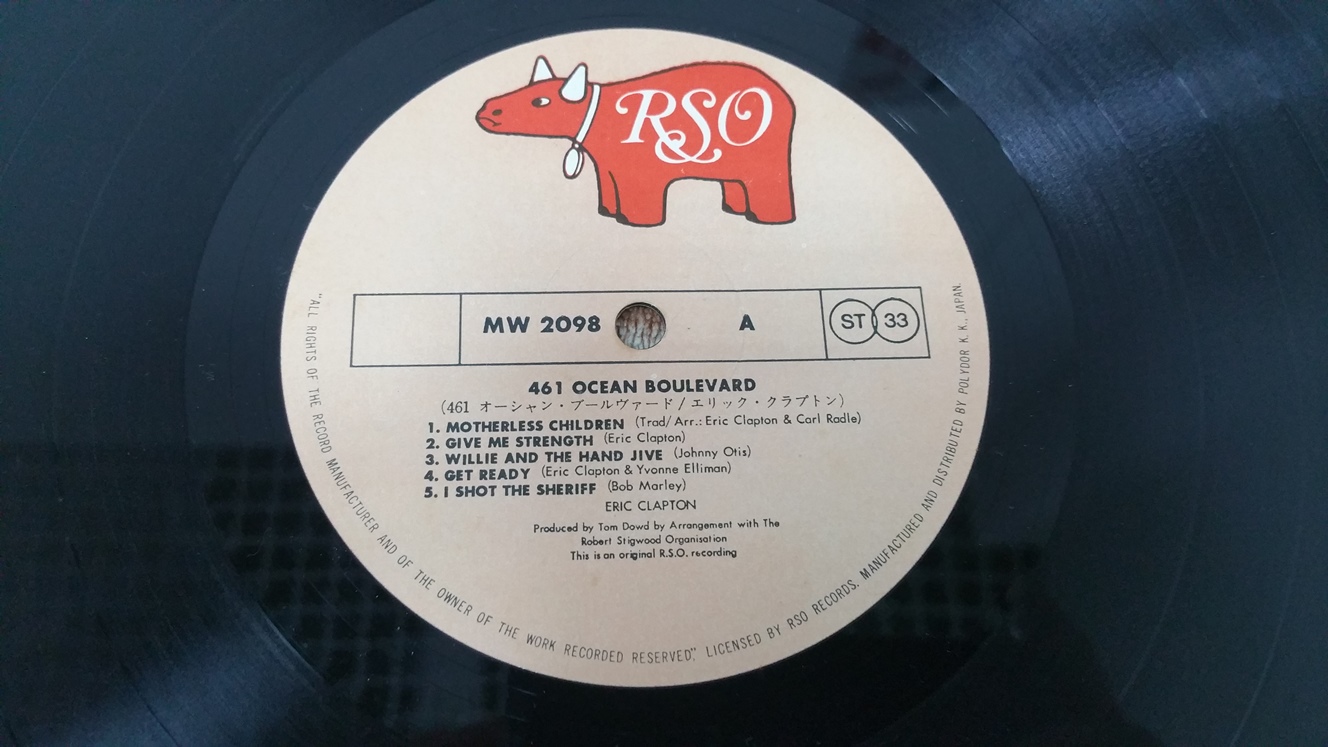 RSO
MW 2098 A ST 33
461 OCEAN BOULEVARD
(461 オーシャン・ブールヴァード/エリック・クラプトン)
1. MOTHERLESS CHILDREN (Trad/Arr.: Eric Clapton & Carl Radle)
2. GIVE ME STRENGTH (Eric Clapton)
3. WILLIE AND THE HAND JIVE (Johnny Otis)
4. GET READY (Eric Clapton & Yvonne Elliman)
5. I SHOT THE SHERIFF (Bob Marley)
ERIC CLAPTON
Produced by Tom Dowd by Arrangement with The
Robert Stigwood Organisation
This is an original R.S.O. recording
"ALL RIGHTS OF THE RECORD MANUFACTURER AND OF THE OWNER OF THE WORK RECORDED RESERVED". LICENSED BY RSO RECORDS. MANUFACTURED AND DISTRIBUTED BY POLYDOR K.K., JAPAN.